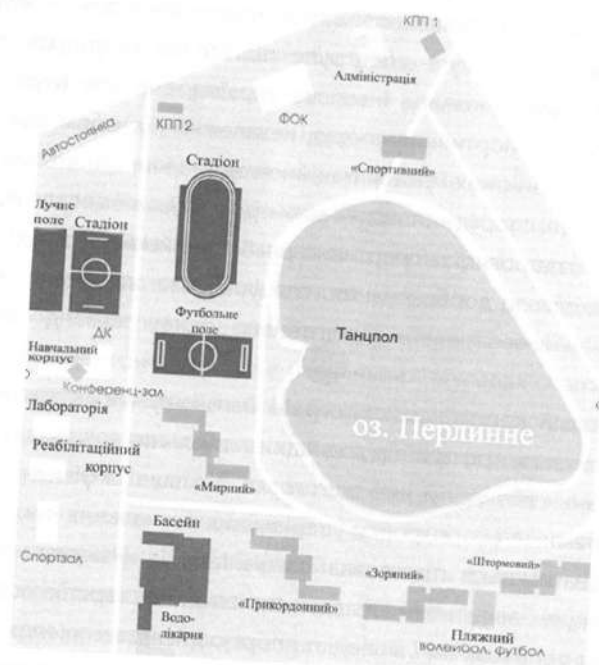 КПП 1
Адміністрація
КПП 2
ФОК
Автостоянка
Стадіон
«Спортивний»
Лучне
поле
Стадіон
Футбольне
поле
Танцпол
ДК
Навчальний
корпус
Конференц-зал
Лабораторія
оз. Перлинне
Реабілітаційний
корпус
«Мирний»
Басейн
Спортзал
«Штормовий»
«Зоряний»
«Прикордонний»
Водо-
лікарня
Пляжний
волейбол, футбол